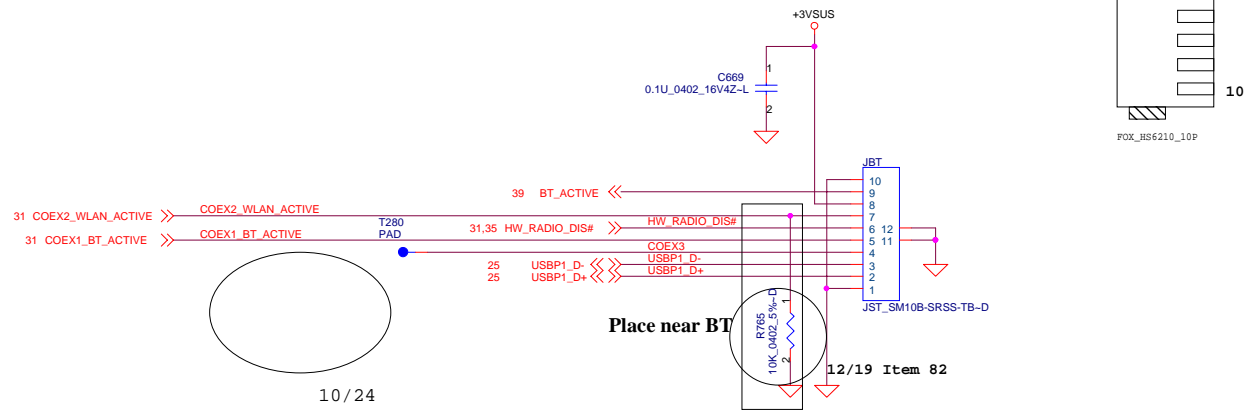 +3VSUS
1
C669
0.1U_0402_16V4Z~L
2
10
FOX_HS6210_10P
JBT
10
39 BT_ACTIVE
9
8
31 COEX2_WLAN_ACTIVE
COEX2_WLAN_ACTIVE
7
T280
PAD
31,35 HW_RADIO_DIS#
HW_RADIO_DIS#
6 12
31 COEX1_BT_ACTIVE
COEX1_BT_ACTIVE
5 11
COEX3
4
25 USBP1_D-
USBP1_D-
3
25 USBP1_D+
USBP1_D+
2
1
JST_SM10B-SRSS-TB~D
Place near BT
R765
10K_0402_5%~D
1
2
12/19 Item 82
10/24